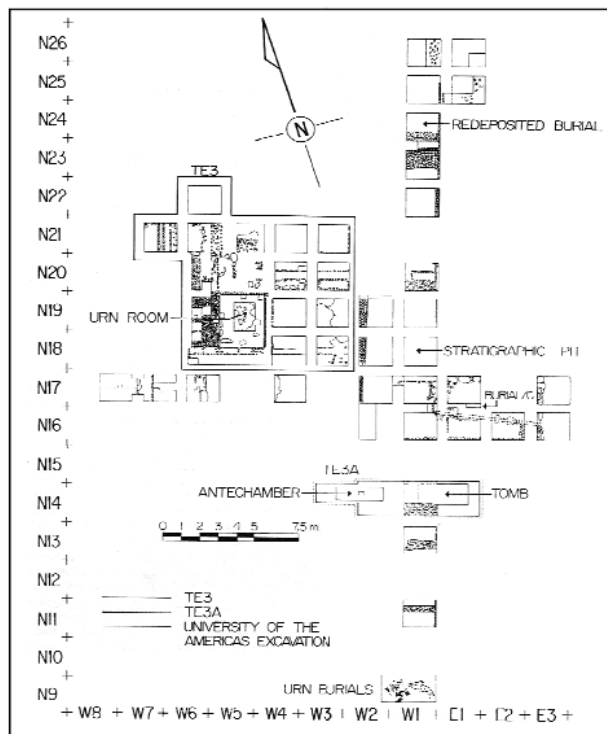 N26
N25
N24
REDEPOSITED BURIAL
N
N23
TE3
N22
N21
N20
N19
URN ROOM
N18
STRATIGRAPHIC PIT
N17
BURIAL
N16
N15
TE3A
ANTECHAMBER
TOMB
N14
0 1 2 3 4 5 7.5 m.
N13
N12
TE3
TE3A
N11
UNIVERSITY OF THE
AMERICAS EXCAVATION
N10
N9
URN BURIALS
W8 W7 W6 W5 W4 W3 W2 W1 E1 E2 E3